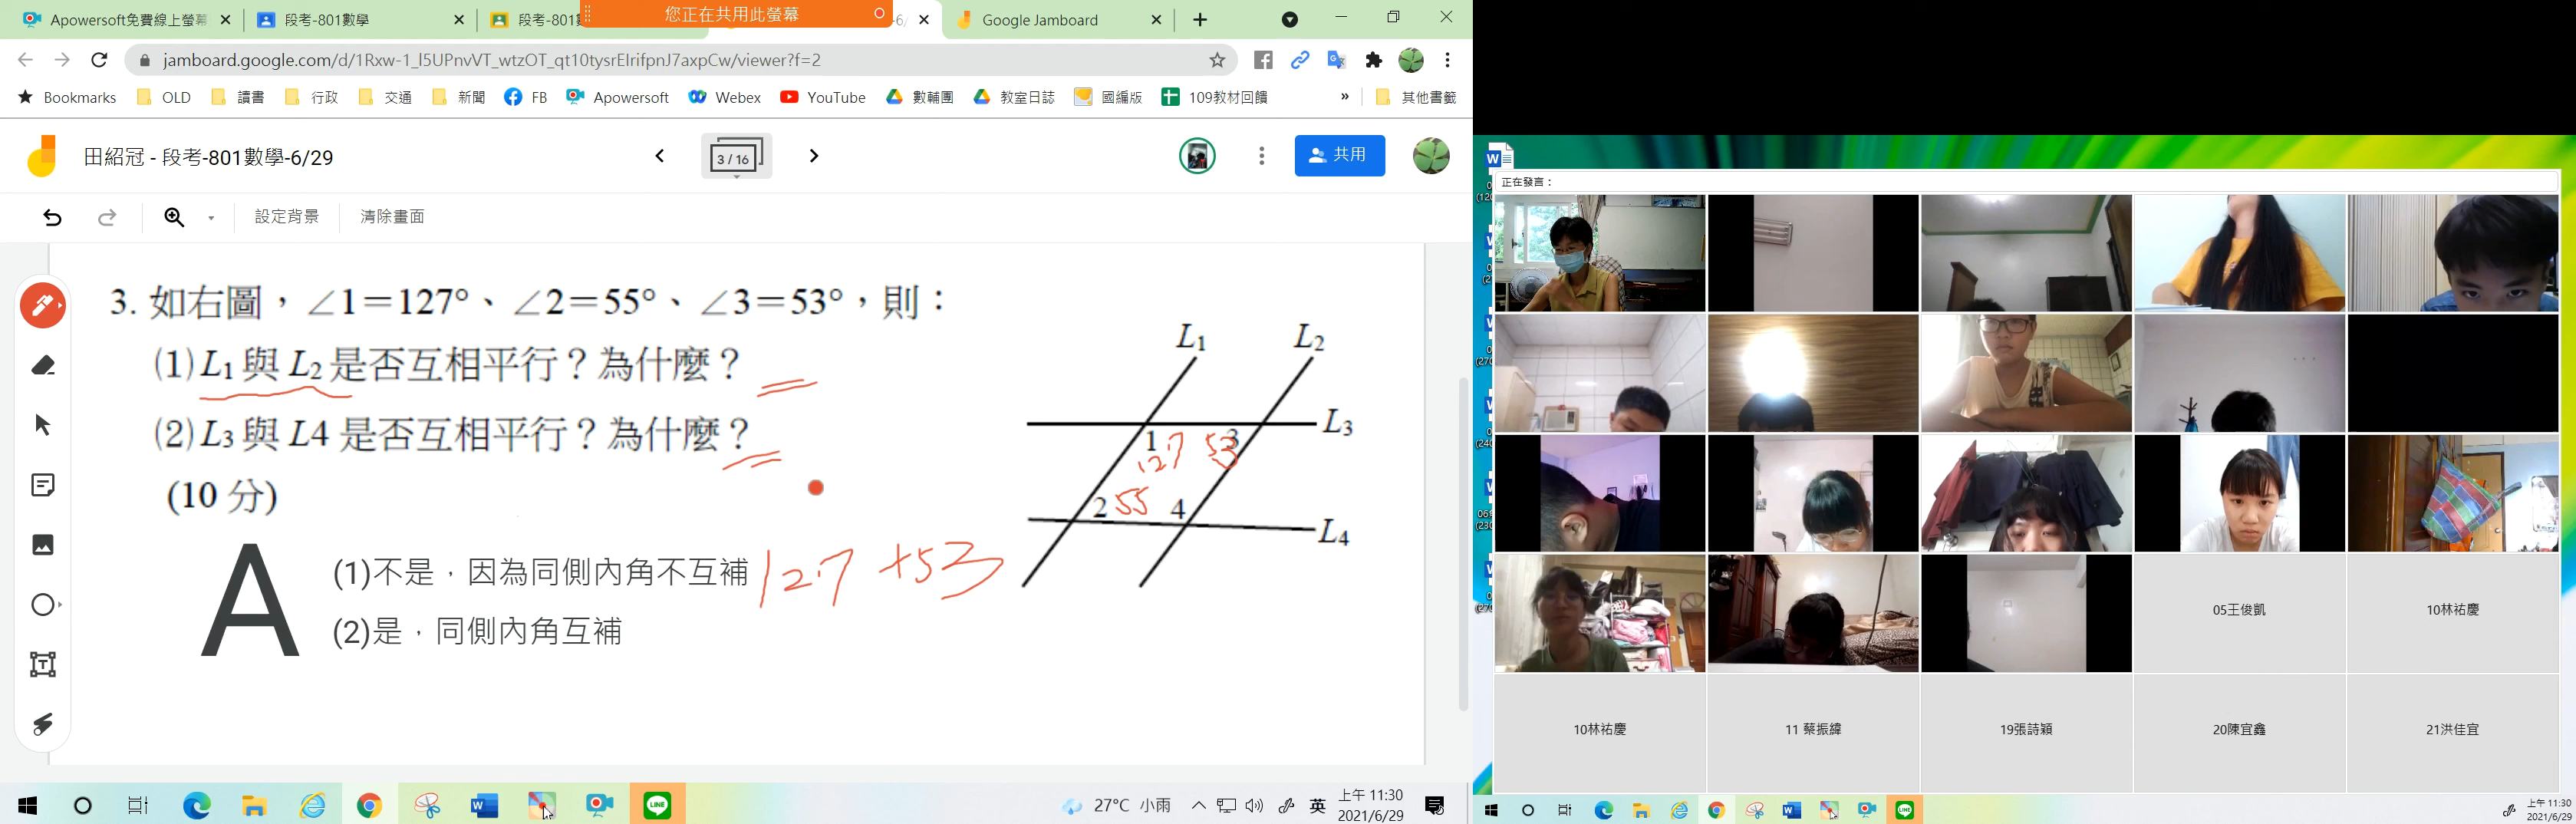 Apowersoft免費線上螢幕
段考-801數學
段考-801
您正在共用此螢幕
Google Jamboard
jamboard.google.com/d/1Rxw-1_l5UPnvVT_wtzOT_qt10tysrEIrifpnJ7axpCw/viewer?f=2
Bookmarks OLD 讀書 行政 交通 新聞 FB Apowersoft Webex YouTube 數輔團 教室日誌 國編版 109教材回饋 » 其他書籤
田紹冠 - 段考-801數學-6/29
3 / 16
共用
設定背景 清除畫面
3. 如右圖，∠1＝127°、∠2＝55°、∠3＝53°，則：
(1) L1 與 L2 是否互相平行？為什麼？
(2) L3 與 L4 是否互相平行？為什麼？
(10 分)
L1 L2
L3
1 127 53 3
2 55 4
L4
A
(1)不是，因為同側內角不互補 127 +53
(2)是，同側內角互補
27°C 小雨
英
上午 11:30
2021/6/29
正在發言：
05王俊凱
10林祐慶
10林祐慶
11 蔡振緯
19張詩穎
20陳宜鑫
21洪佳宜
上午 11:30
2021/6/29